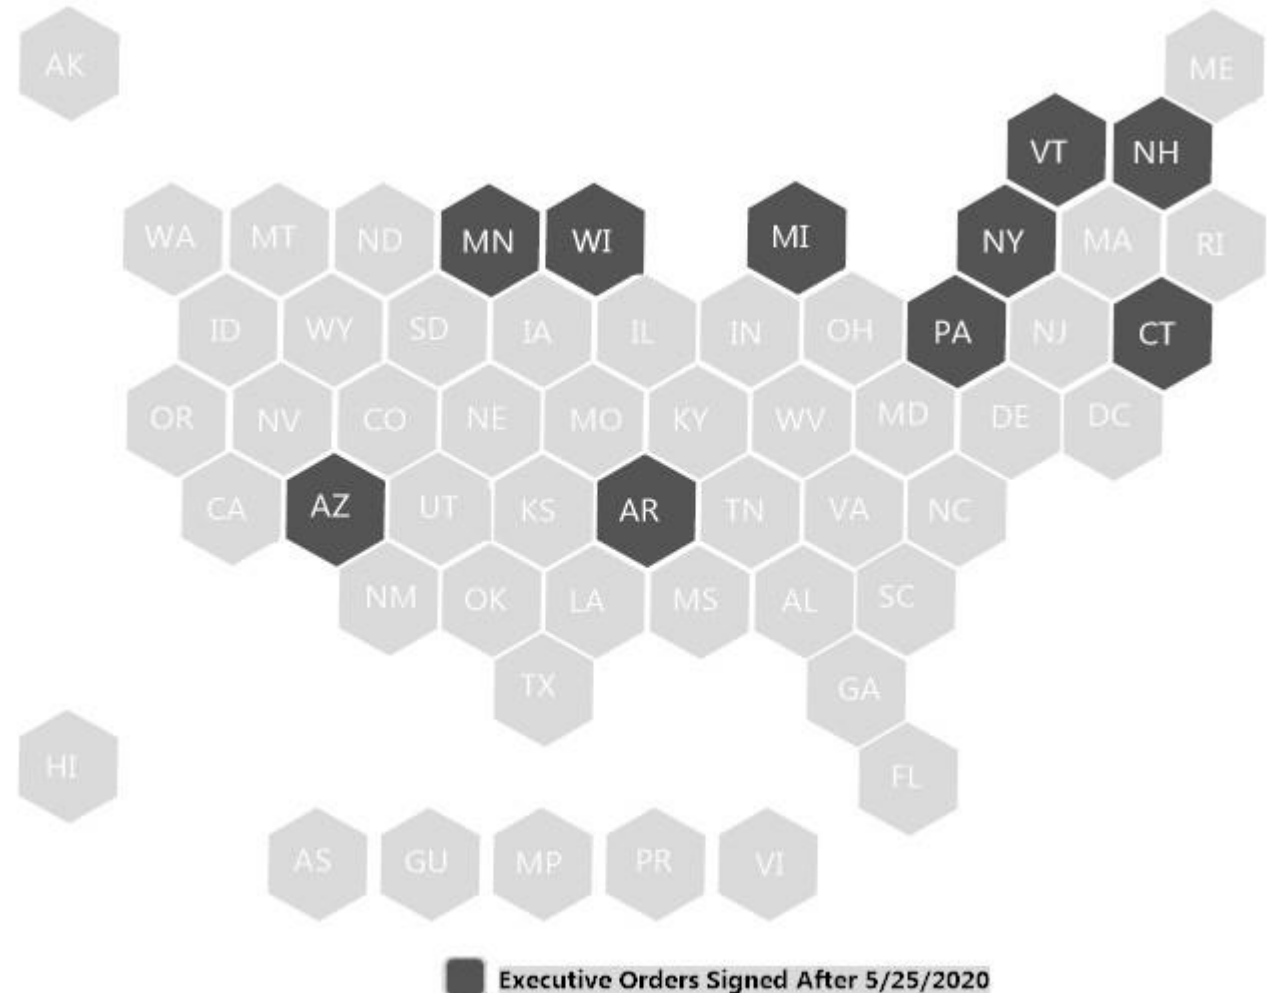 AK
ME
VT NH
WA MT ND MN WI MI NY MA RI
ID WY SD IA IL IN OH PA NJ CT
OR NV CO NE MO KY WV MD DE DC
CA AZ UT KS AR TN VA NC
NM OK LA MS AL SC
TX GA
HI FL
AS GU MP PR VI
Executive Orders Signed After 5/25/2020